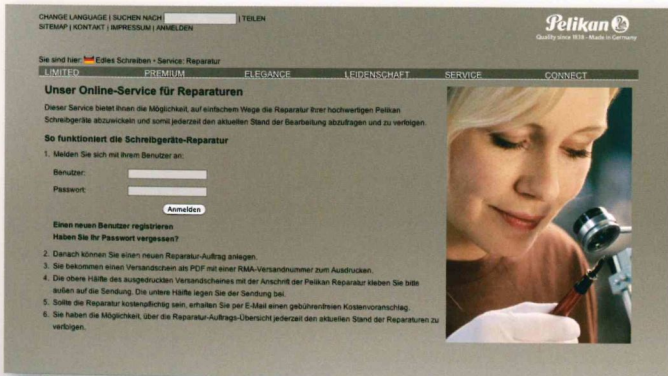 CHANGE LANGUAGE | SUCHEN NACH | TEILEN
SITEMAP | KONTAKT | IMPRESSUM | ANMELDEN
Pelikan
Quality since 1838 - Made in Germany
Sie sind hier: Edles Schreiben - Service: Reparatur
LIMITED PREMIUM ELEGANCE LEIDENSCHAFT SERVICE CONNECT
Unser Online-Service für Reparaturen
Dieser Service bietet Ihnen die Möglichkeit, auf einfachem Wege die Reparatur Ihrer hochwertigen Pelikan
Schreibgeräte abzuwickeln und somit jederzeit den aktuellen Stand der Bearbeitung abzufragen und zu verfolgen.
So funktioniert die Schreibgeräte-Reparatur
1. Melden Sie sich mit ihrem Benutzer an:
Benutzer:
Passwort:
Anmelden
Einen neuen Benutzer registrieren
Haben Sie Ihr Passwort vergessen?
2. Danach können Sie einen neuen Reparatur-Auftrag anlegen.
3. Sie bekommen einen Versandschein als PDF mit einer RMA-Versandnummer zum Ausdrucken.
4. Die obere Hälfte des ausgedruckten Versandscheines mit der Anschrift der Pelikan Reparatur kleben Sie bitte
außen auf die Sendung. Die untere Hälfte legen Sie der Sendung bei.
5. Sollte die Reparatur kostenpflichtig sein, erhalten Sie per E-Mail einen gebührenfreien Kostenvoranschlag.
6. Sie haben die Möglichkeit, über die Reparatur-Auftrags-Übersicht jederzeit den aktuellen Stand der Reparaturen zu
verfolgen.